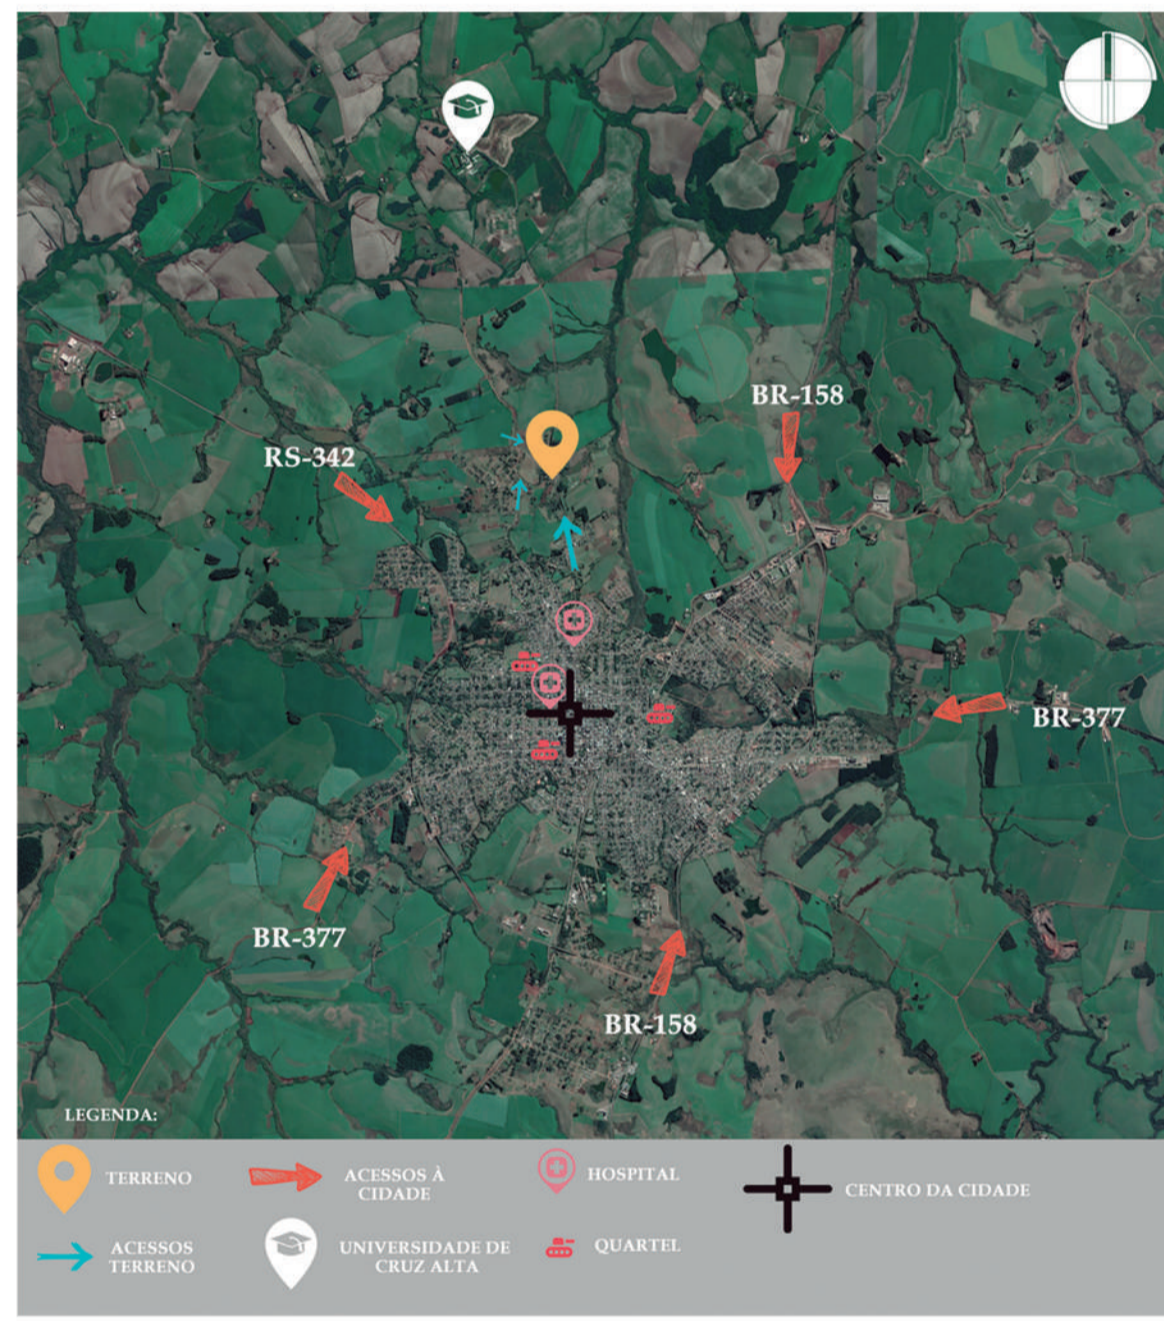 BR-158
RS-342
BR-377
BR-377
BR-158
LEGENDA:
TERRENO
ACESSOS À
CIDADE
HOSPITAL
CENTRO DA CIDADE
ACESSOS
TERRENO
UNIVERSIDADE DE
CRUZ ALTA
QUARTEL